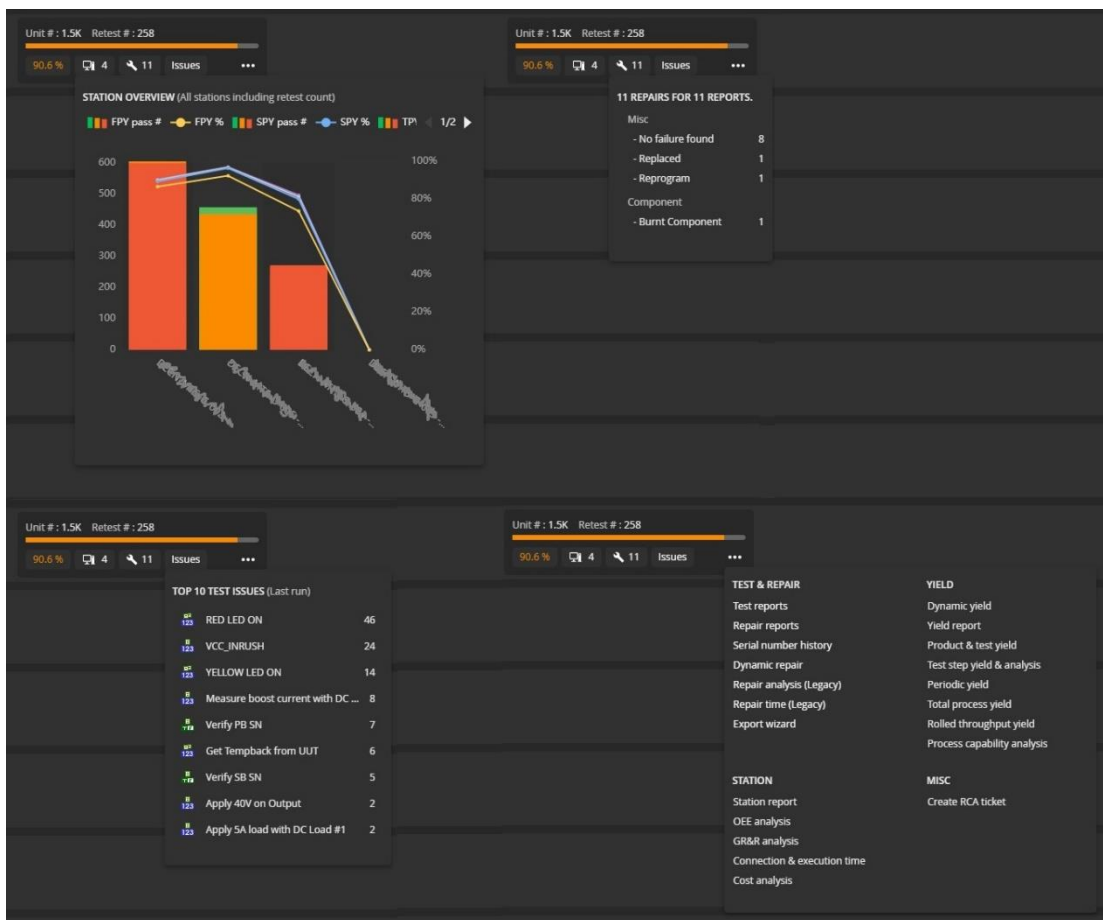 Unit # : 1.5K Retest # : 258
90.6 % 4 11 Issues •••
STATION OVERVIEW (All stations including retest count)
FPY pass # FPY % SPY pass # SPY % 1/2
600
500
400
300
200
100
0
100%
80%
60%
40%
20%
0%
Unit # : 1.5K Retest # : 258
90.6 % 4 11 Issues •••
11 REPAIRS FOR 11 REPORTS.
Misc
- No failure found 8
- Replaced 1
- Reprogram 1
Component
- Burnt Component 1
Unit # : 1.5K Retest # : 258
90.6 % 4 11 Issues •••
TOP 10 TEST ISSUES (Last run)
RED LED ON 46
VCC_INRUSH 24
YELLOW LED ON 14
Measure boost current with DC ... 8
Verify PB SN 7
Get Tempback from UUT 6
Verify SB SN 5
Apply 40V on Output 2
Apply 5A load with DC Load #1 2
Unit # : 1.5K Retest # : 258
90.6 % 4 11 Issues •••
TEST & REPAIR
Test reports
Repair reports
Serial number history
Dynamic repair
Repair analysis (Legacy)
Repair time (Legacy)
Export wizard
YIELD
Dynamic yield
Yield report
Product & test yield
Test step yield & analysis
Periodic yield
Total process yield
Rolled throughput yield
Process capability analysis
STATION
Station report
OEE analysis
GR&R analysis
Connection & execution time
Cost analysis
MISC
Create RCA ticket